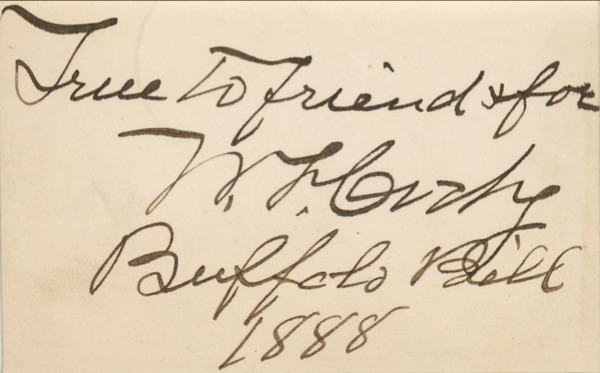 True to friend & foe
W. F. Cody
Buffalo Bill
1888